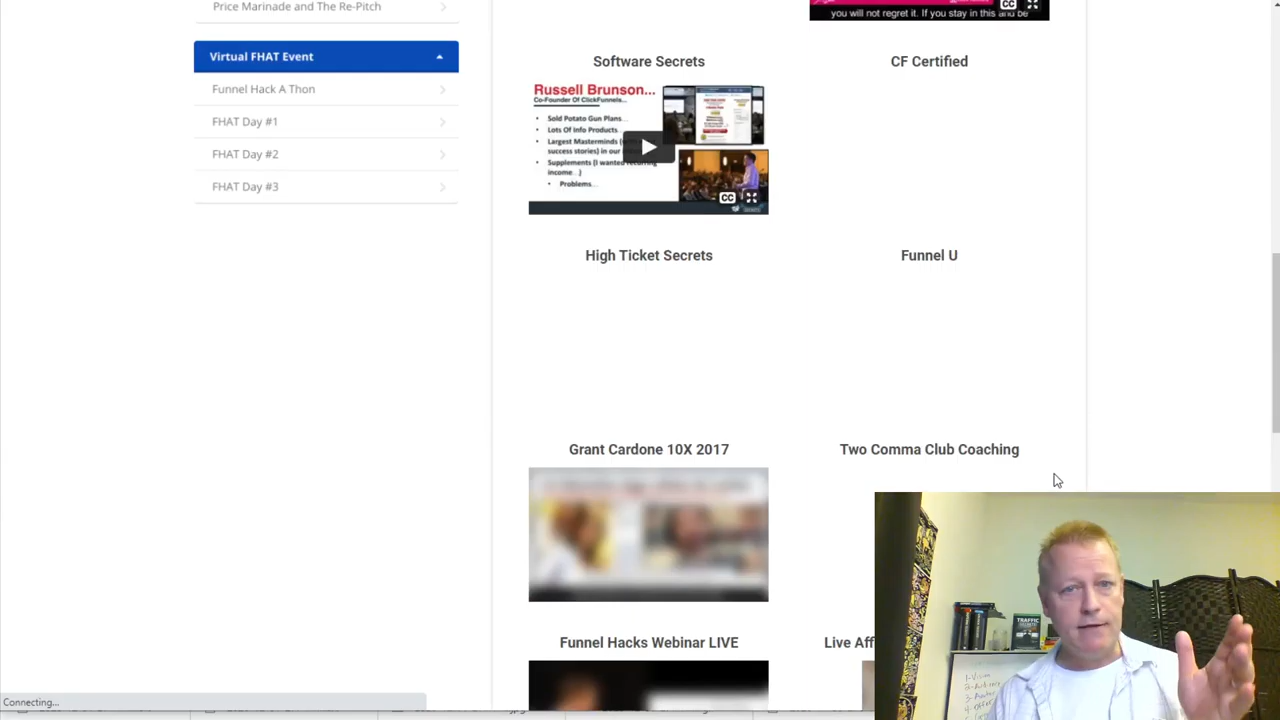 Price Marinade and The Re-Pitch
Virtual FHAT Event
Funnel Hack A Thon
FHAT Day #1
FHAT Day #2
FHAT Day #3
you will not regret it. If you stay in this and be
CC
Software Secrets
CF Certified
Russell Brunson...
Co-Founder Of ClickFunnels...
• Sold Potato Gun Plans...
• Lots Of Info Products...
• Largest Masterminds
success stories) in our
• Supplements (I wanted recurring
income...)
• Problems...
CC
High Ticket Secrets
Funnel U
Grant Cardone 10X 2017
Two Comma Club Coaching
Funnel Hacks Webinar LIVE
Live Aff
TRAFFIC
SECRETS
Connecting...